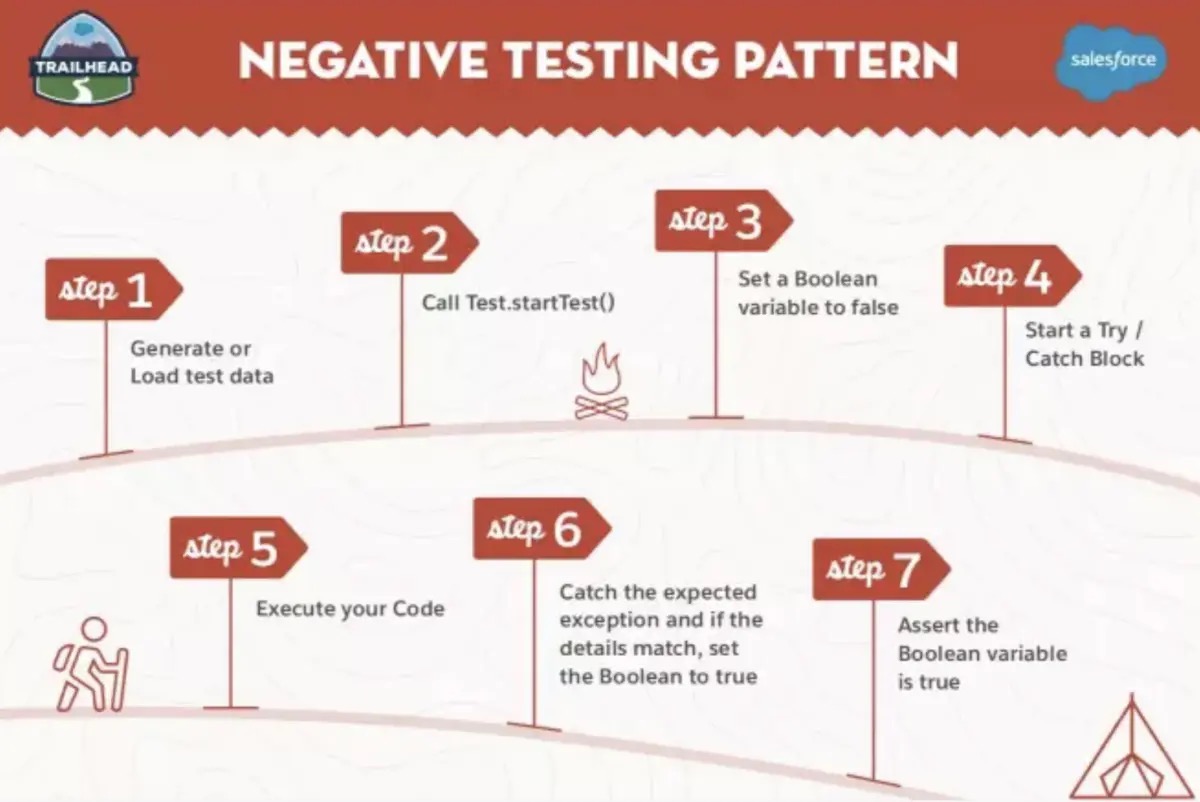 TRAILHEAD
NEGATIVE TESTING PATTERN
salesforce
step 1
Generate or
Load test data
step 2
Call Test.startTest()
step 3
Set a Boolean
variable to false
step 4
Start a Try /
Catch Block
step 5
Execute your Code
step 6
Catch the expected
exception and if the
details match, set
the Boolean to true
step 7
Assert the
Boolean variable
is true